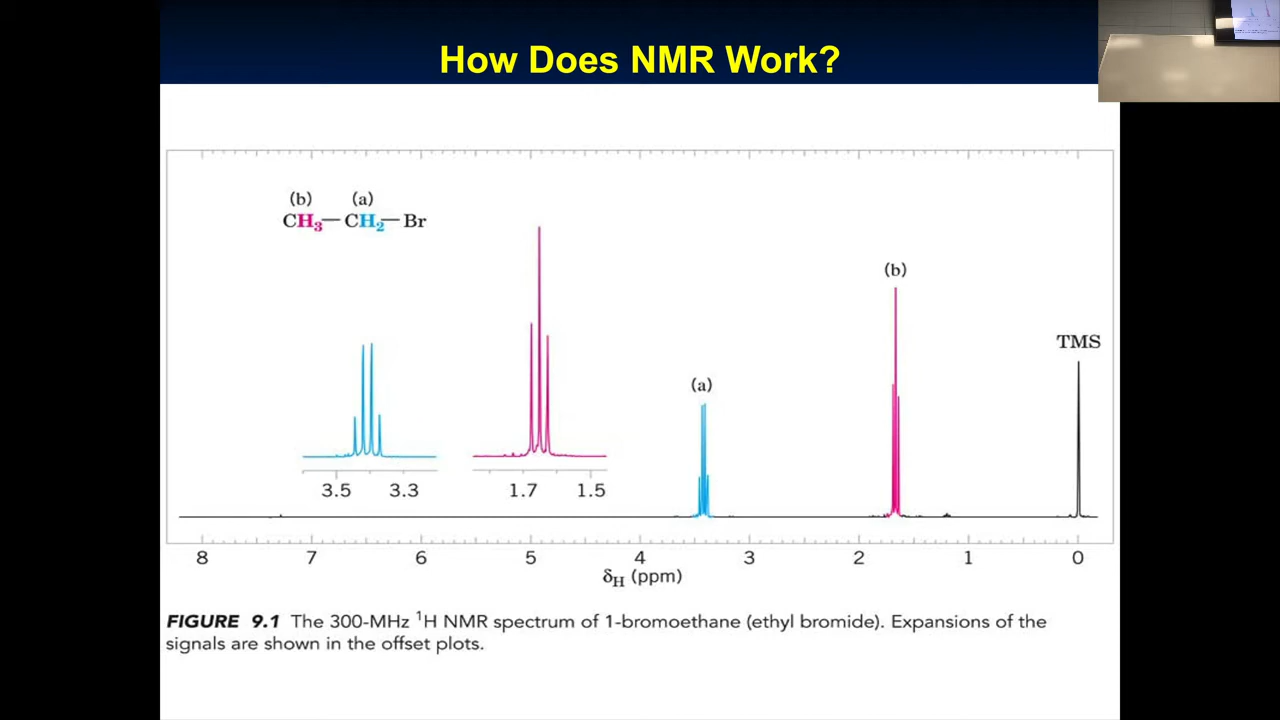 How Does NMR Work?
(b) (a)
CH₃—CH₂—Br
(b)
(a)
TMS
3.5 3.3
1.7 1.5
8 7 6 5 4 3 2 1 0
δH (ppm)
FIGURE 9.1 The 300-MHz ¹H NMR spectrum of 1-bromoethane (ethyl bromide). Expansions of the
signals are shown in the offset plots.